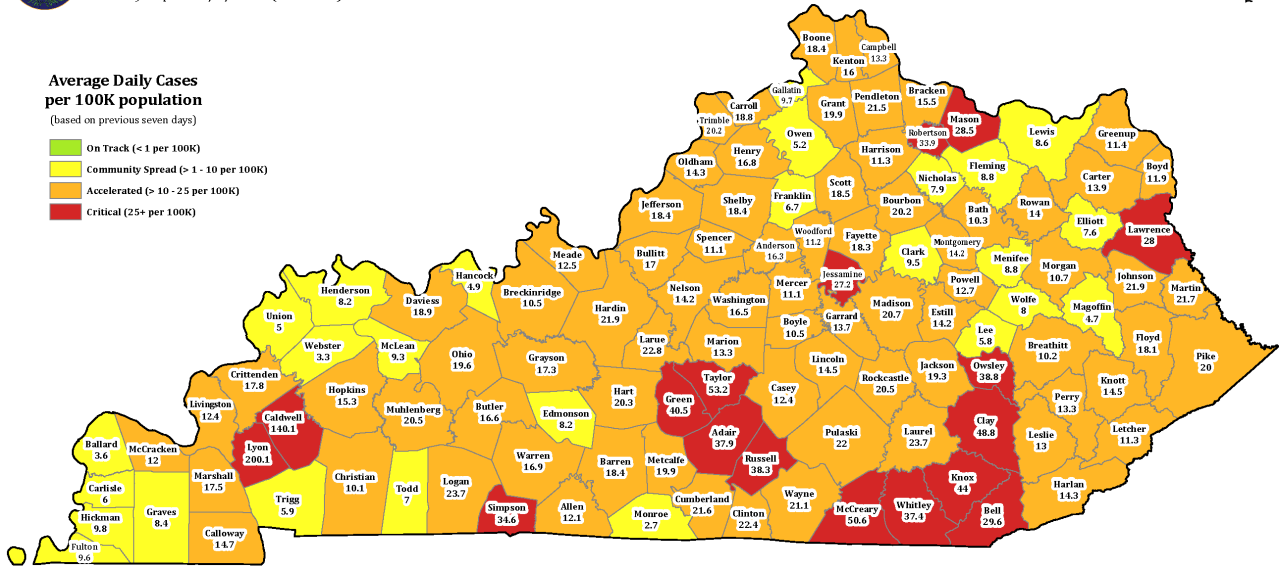 Average Daily Cases
per 100K population
(based on previous seven days)
On Track (< 1 per 100K)
Community Spread (> 1 - 10 per 100K)
Accelerated (> 10 - 25 per 100K)
Critical (25+ per 100K)
Boone
18.4
Kenton
16
Campbell
13.3
Gallatin
9.7
Carroll
18.8
Trimble
20.2
Grant
19.9
Pendleton
21.5
Bracken
15.5
Mason
28.5
Robertson
33.9
Lewis
8.6
Greenup
11.4
Owen
5.2
Henry
16.8
Oldham
14.3
Harrison
11.3
Fleming
8.8
Nicholas
7.9
Boyd
11.9
Carter
13.9
Scott
18.5
Franklin
6.7
Shelby
18.4
Jefferson
18.4
Bourbon
20.2
Bath
10.3
Rowan
14
Elliott
7.6
Lawrence
28
Spencer
11.1
Anderson
16.3
Woodford
11.2
Fayette
18.3
Clark
9.5
Montgomery
14.2
Menifee
8.8
Morgan
10.7
Johnson
21.9
Martin
21.7
Bullitt
17
Meade
12.5
Hancock
4.9
Breckinridge
10.5
Henderson
8.2
Daviess
18.9
Union
5
Webster
3.3
McLean
9.3
Ohio
19.6
Grayson
17.3
Hardin
21.9
Larue
22.8
Nelson
14.2
Washington
16.5
Mercer
11.1
Jessamine
27.2
Boyle
10.5
Garrard
13.7
Madison
20.7
Estill
14.2
Powell
12.7
Wolfe
8
Lee
5.8
Magoffin
4.7
Floyd
18.1
Pike
20
Breathitt
10.2
Knott
14.5
Perry
13.3
Letcher
11.3
Leslie
13
Harlan
14.3
Owsley
38.8
Jackson
19.3
Clay
48.8
Rockcastle
20.5
Laurel
23.7
Lincoln
14.5
Marion
13.3
Taylor
53.2
Green
40.5
Casey
12.4
Adair
37.9
Russell
38.3
Pulaski
22
Wayne
21.1
McCreary
50.6
Whitley
37.4
Knox
44
Bell
29.6
Crittenden
17.8
Livingston
12.4
Hopkins
15.3
Caldwell
140.1
Lyon
200.1
Muhlenberg
20.5
Butler
16.6
Edmonson
8.2
Hart
20.3
Warren
16.9
Barren
18.4
Metcalfe
19.9
Cumberland
21.6
Clinton
22.4
Monroe
2.7
Allen
12.1
Simpson
34.6
Logan
23.7
Todd
7
Christian
10.1
Trigg
5.9
Ballard
3.6
McCracken
12
Carlisle
6
Marshall
17.5
Graves
8.4
Hickman
9.8
Fulton
9.6
Calloway
14.7